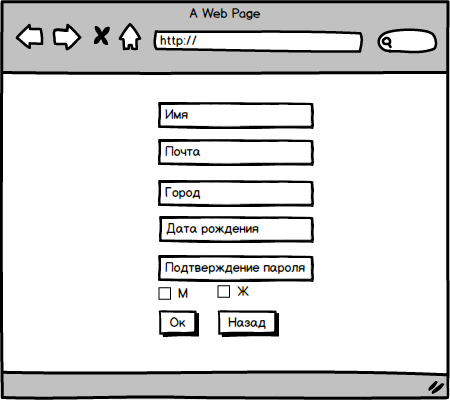 A Web Page
http://
Имя
Почта
Город
Дата рождения
Подтверждение пароля
М Ж
Ок Назад